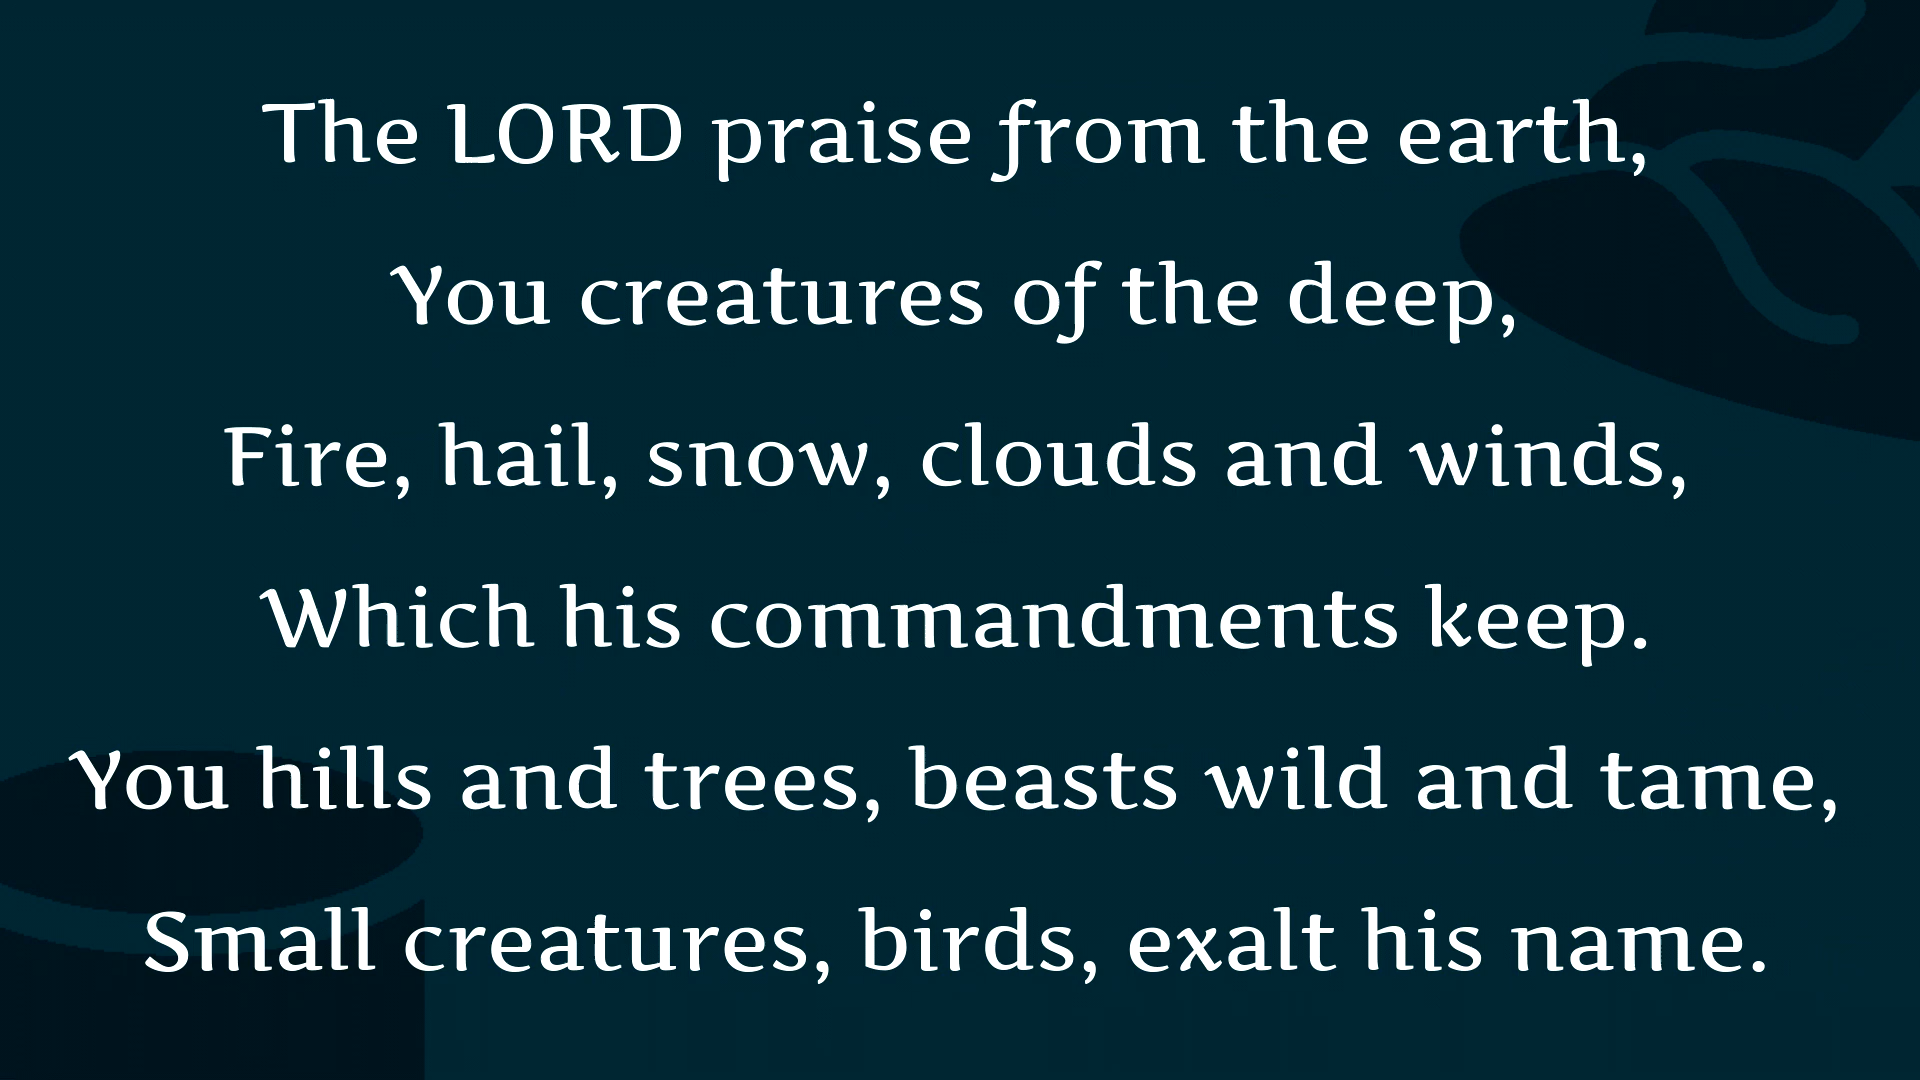 The LORD praise from the earth,
You creatures of the deep,
Fire, hail, snow, clouds and winds,
Which his commandments keep.
You hills and trees, beasts wild and tame,
Small creatures, birds, exalt his name.